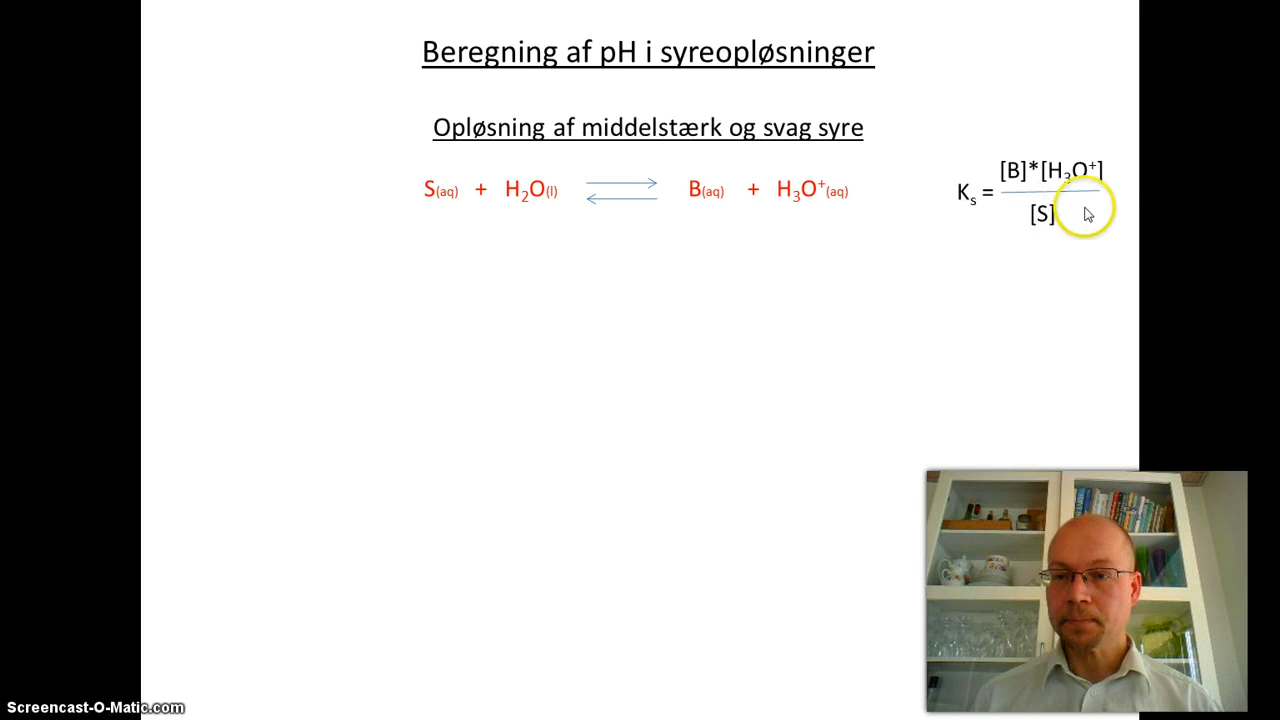 Beregning af pH i syreopløsninger
Opløsning af middelstærk og svag syre
S(aq) + H₂O(l) B(aq) + H₃O⁺(aq)
Kₛ = [B]*[H₃O⁺]
[S]
Screencast-O-Matic.com